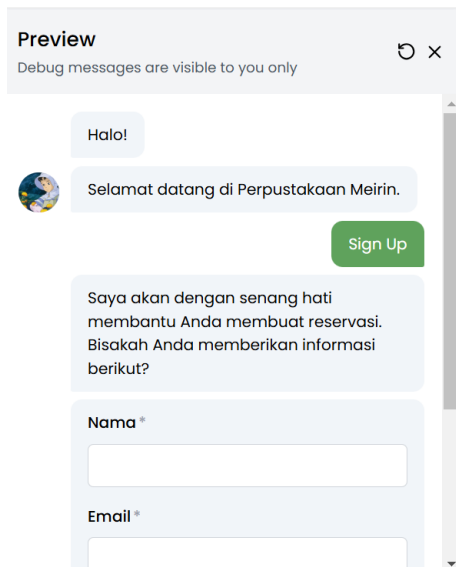 Preview
Debug messages are visible to you only
Halo!
Selamat datang di Perpustakaan Meirin.
Sign Up
Saya akan dengan senang hati
membantu Anda membuat reservasi.
Bisakah Anda memberikan informasi
berikut?
Nama*
Email*